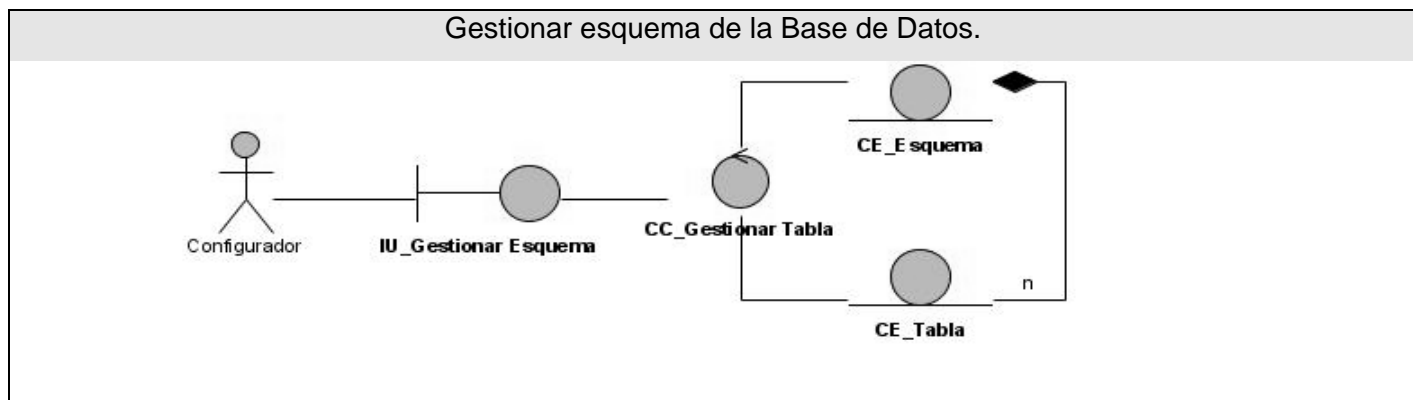 Gestionar esquema de la Base de Datos.
CE_Esquema
CC_Gestionar Tabla
Configurador
IU_Gestionar Esquema
n
CE_Tabla